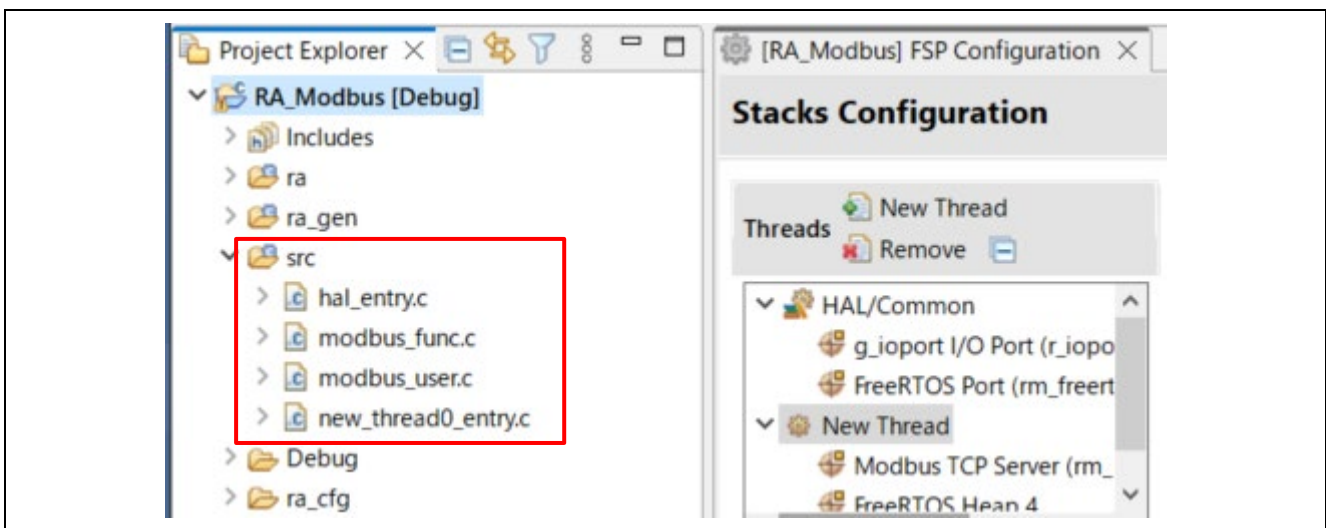 Project Explorer
RA_Modbus [Debug]
Includes
ra
ra_gen
src
hal_entry.c
modbus_func.c
modbus_user.c
new_thread0_entry.c
Debug
ra_cfg
[RA_Modbus] FSP Configuration
Stacks Configuration
Threads
New Thread
Remove
HAL/Common
g_ioport I/O Port (r_iopo
FreeRTOS Port (rm_freert
New Thread
Modbus TCP Server (rm_
FreeRTOS Heap 4